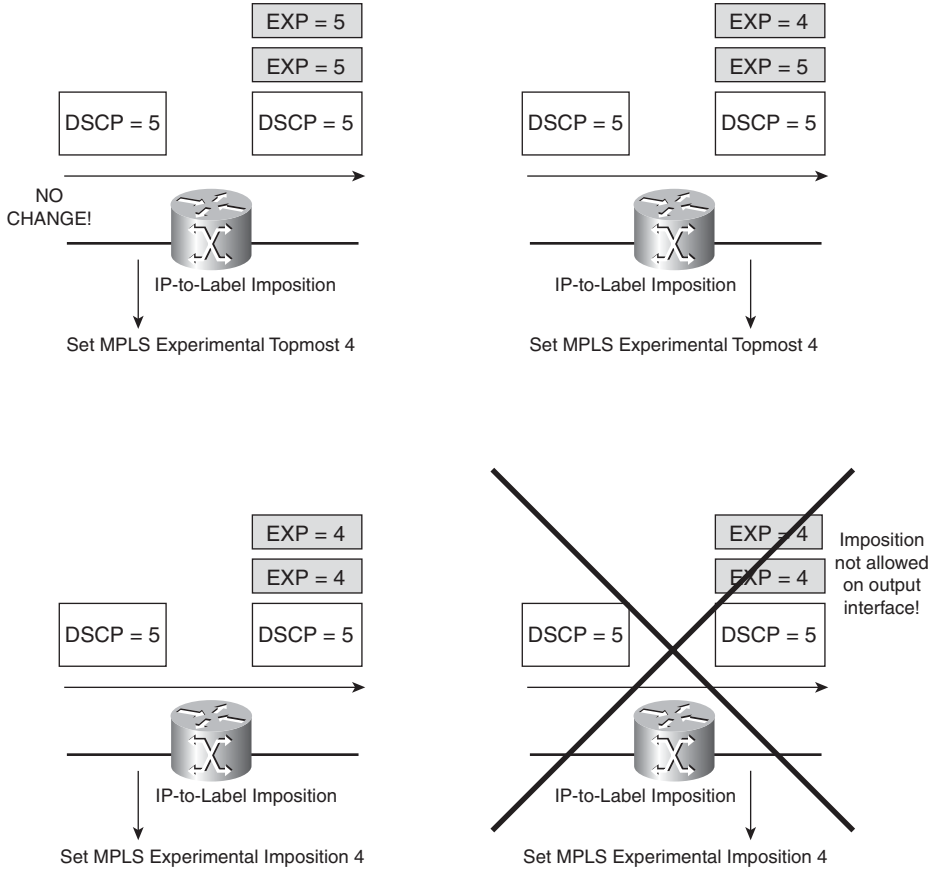 EXP = 5
EXP = 5
DSCP = 5
DSCP = 5
NO
CHANGE!
IP-to-Label Imposition
Set MPLS Experimental Topmost 4
EXP = 4
EXP = 5
DSCP = 5
DSCP = 5
IP-to-Label Imposition
Set MPLS Experimental Topmost 4
EXP = 4
EXP = 4
DSCP = 5
DSCP = 5
IP-to-Label Imposition
Set MPLS Experimental Imposition 4
EXP = 4
EXP = 4
Imposition
not allowed
on output
interface!
DSCP = 5
DSCP = 5
IP-to-Label Imposition
Set MPLS Experimental Imposition 4